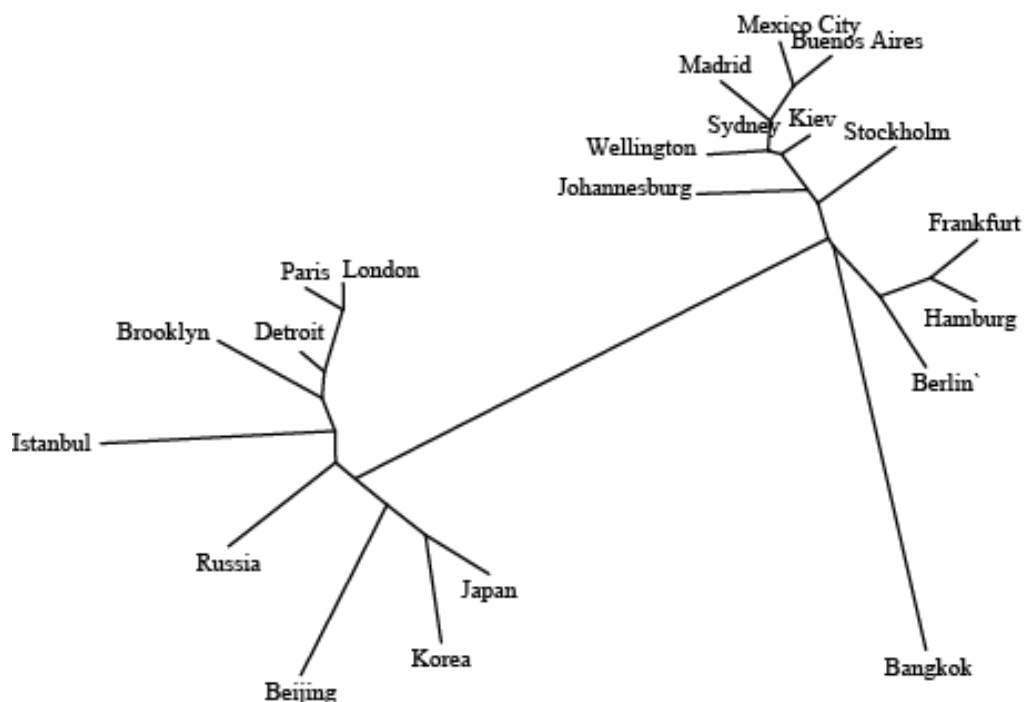 Mexico City
Buenos Aires
Madrid
Sydney
Kiev
Stockholm
Wellington
Johannesburg
Frankfurt
Paris
London
Hamburg
Brooklyn
Detroit
Berlin`
Istanbul
Russia
Japan
Korea
Bangkok
Beijing